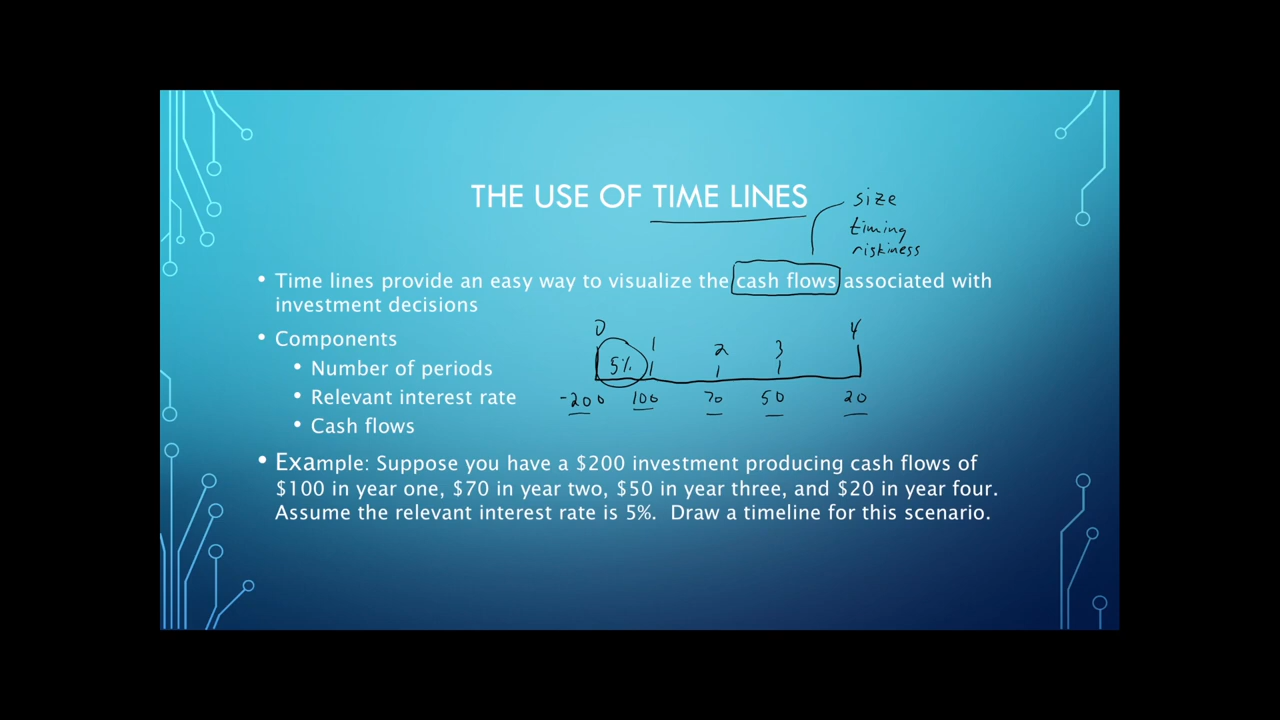 THE USE OF TIME LINES
size
timing
riskiness
• Time lines provide an easy way to visualize the cash flows associated with
investment decisions
• Components
• Number of periods
• Relevant interest rate
• Cash flows
0 1 2 3 4
5%
-200 100 70 50 20
• Example: Suppose you have a $200 investment producing cash flows of
$100 in year one, $70 in year two, $50 in year three, and $20 in year four.
Assume the relevant interest rate is 5%. Draw a timeline for this scenario.